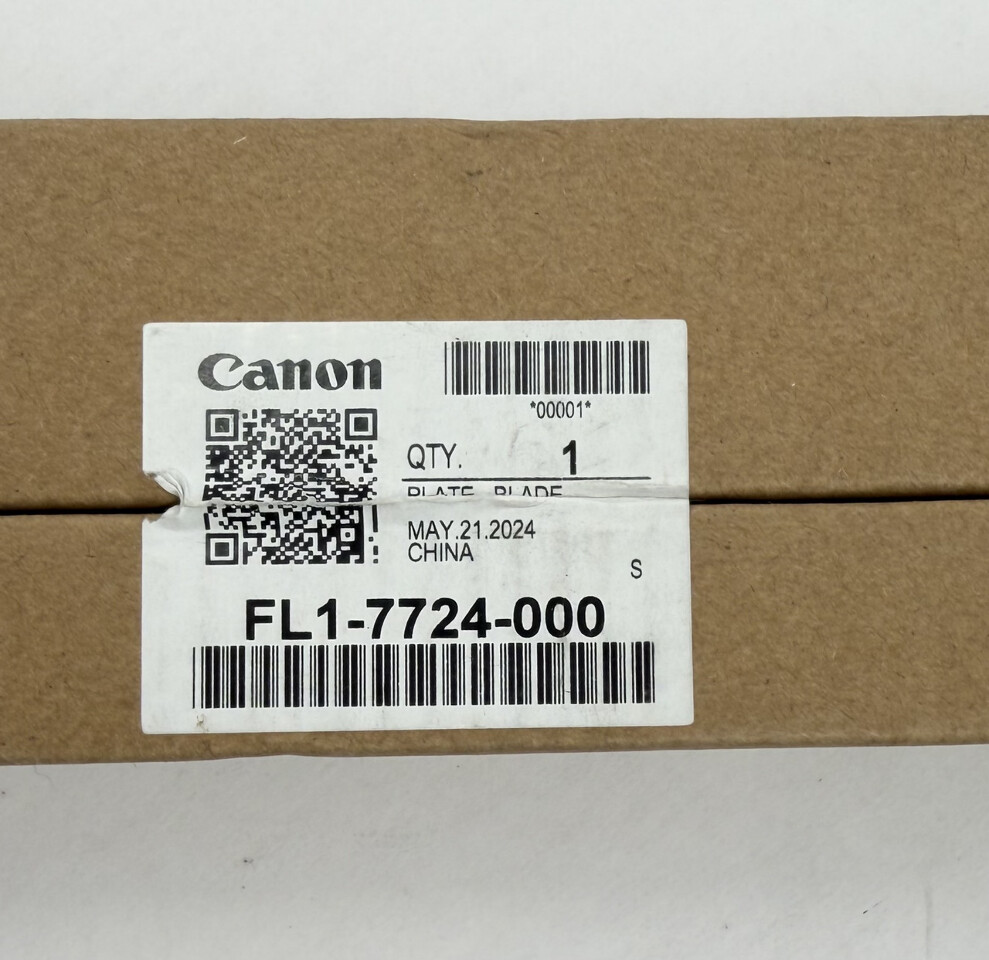 Canon
*00001*
QTY. 1
PLATE, BLADE
MAY.21.2024
CHINA
S
FL1-7724-000